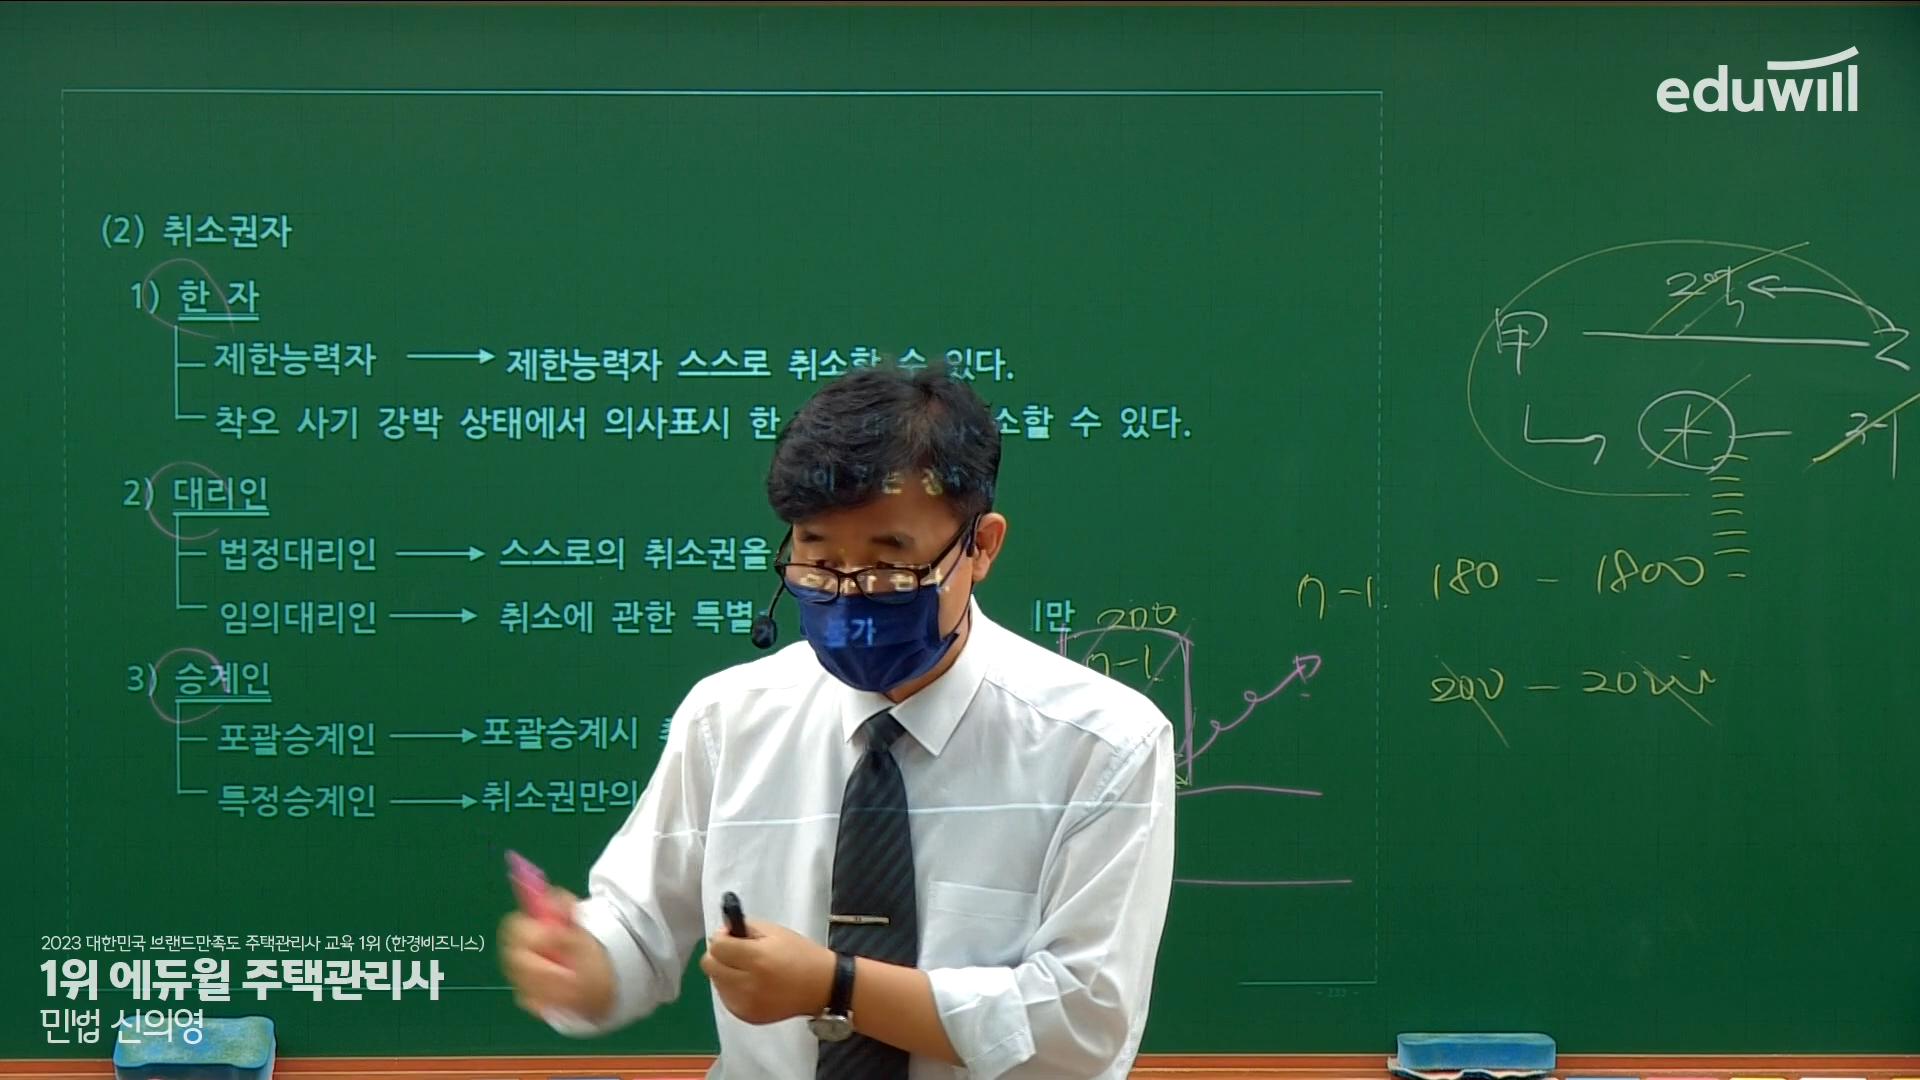 eduwill
(2) 취소권자
1) 한 자
제한능력자 → 제한능력자 스스로 취소할 수 있다.
착오 사기 강박 상태에서 의사표시 한 소할 수 있다.
2) 대리인
법정대리인 → 스스로의 취소권을
임의대리인 → 취소에 관한 특별
3) 승계인
포괄승계인 → 포괄승계시
특정승계인 → 취소권만의
불가
甲 乙
200
n-1
n-1. 180 - 1800
200 - 2000
- 233 -
2023 대한민국 브랜드만족도 주택관리사 교육 1위 (한경비즈니스)
1위 에듀윌 주택관리사
민법 신의영